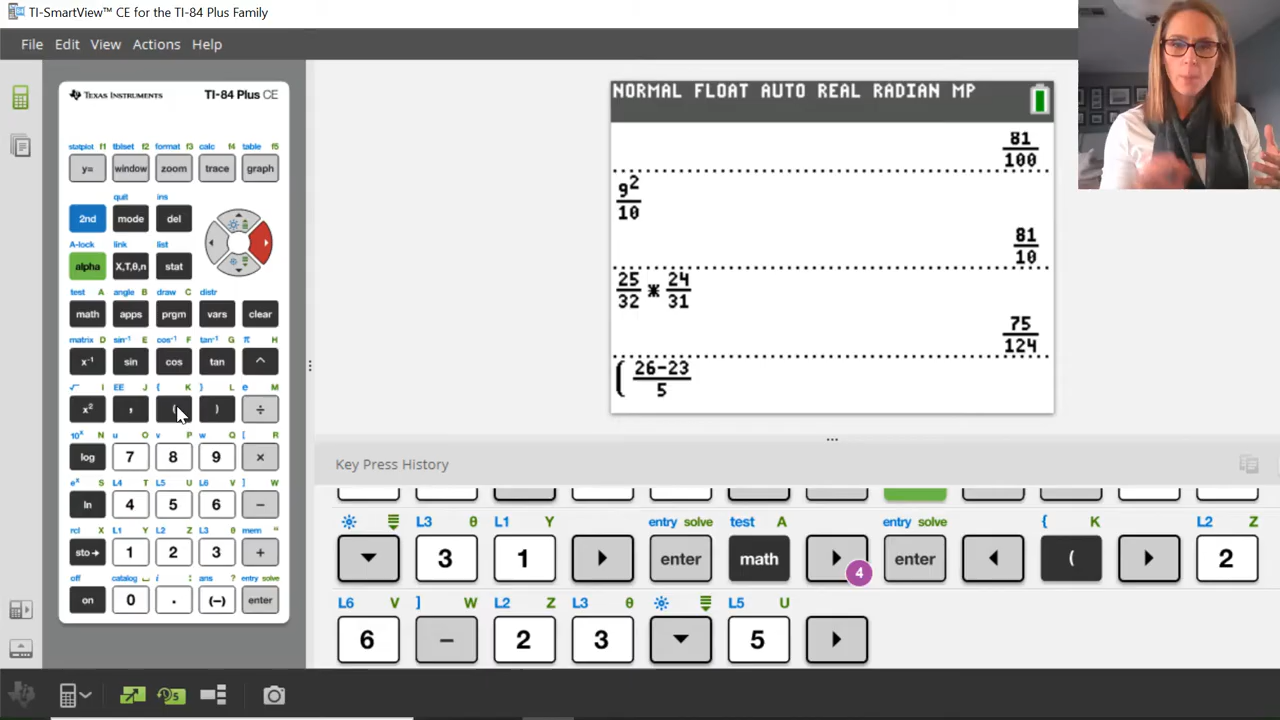 TI-SmartView™ CE for the TI-84 Plus Family
File Edit View Actions Help
TEXAS INSTRUMENTS TI-84 Plus CE
statplot f1 tblset f2 format f3 calc f4 table f5
y= window zoom trace graph
quit ins
2nd mode del
A-lock link list
alpha X,T,θ,n stat
test A angle B draw C distr
math apps prgm vars clear
matrix D sin⁻¹ E cos⁻¹ F tan⁻¹ G π H
x⁻¹ sin cos tan ^
√ I EE J { K } L e M
x² , ( ) ÷
10ˣ N u O v P w Q [ R
log 7 8 9 ×
eˣ S L4 T L5 U L6 V ] W
ln 4 5 6 −
rcl X L1 Y L2 Z L3 θ mem "
sto→ 1 2 3 +
off catalog ⎵ i : ans ? entry solve
on 0 . (−) enter
NORMAL FLOAT AUTO REAL RADIAN MP
81
100
9²
10
81
10
25 24
32 * 31
75
124
( 26-23
5
Key Press History
L3 θ L1 Y entry solve test A entry solve { K L2 Z
3 1 enter math 4 enter ( 2
L6 V ] W L2 Z L3 θ L5 U
6 − 2 3 5
5